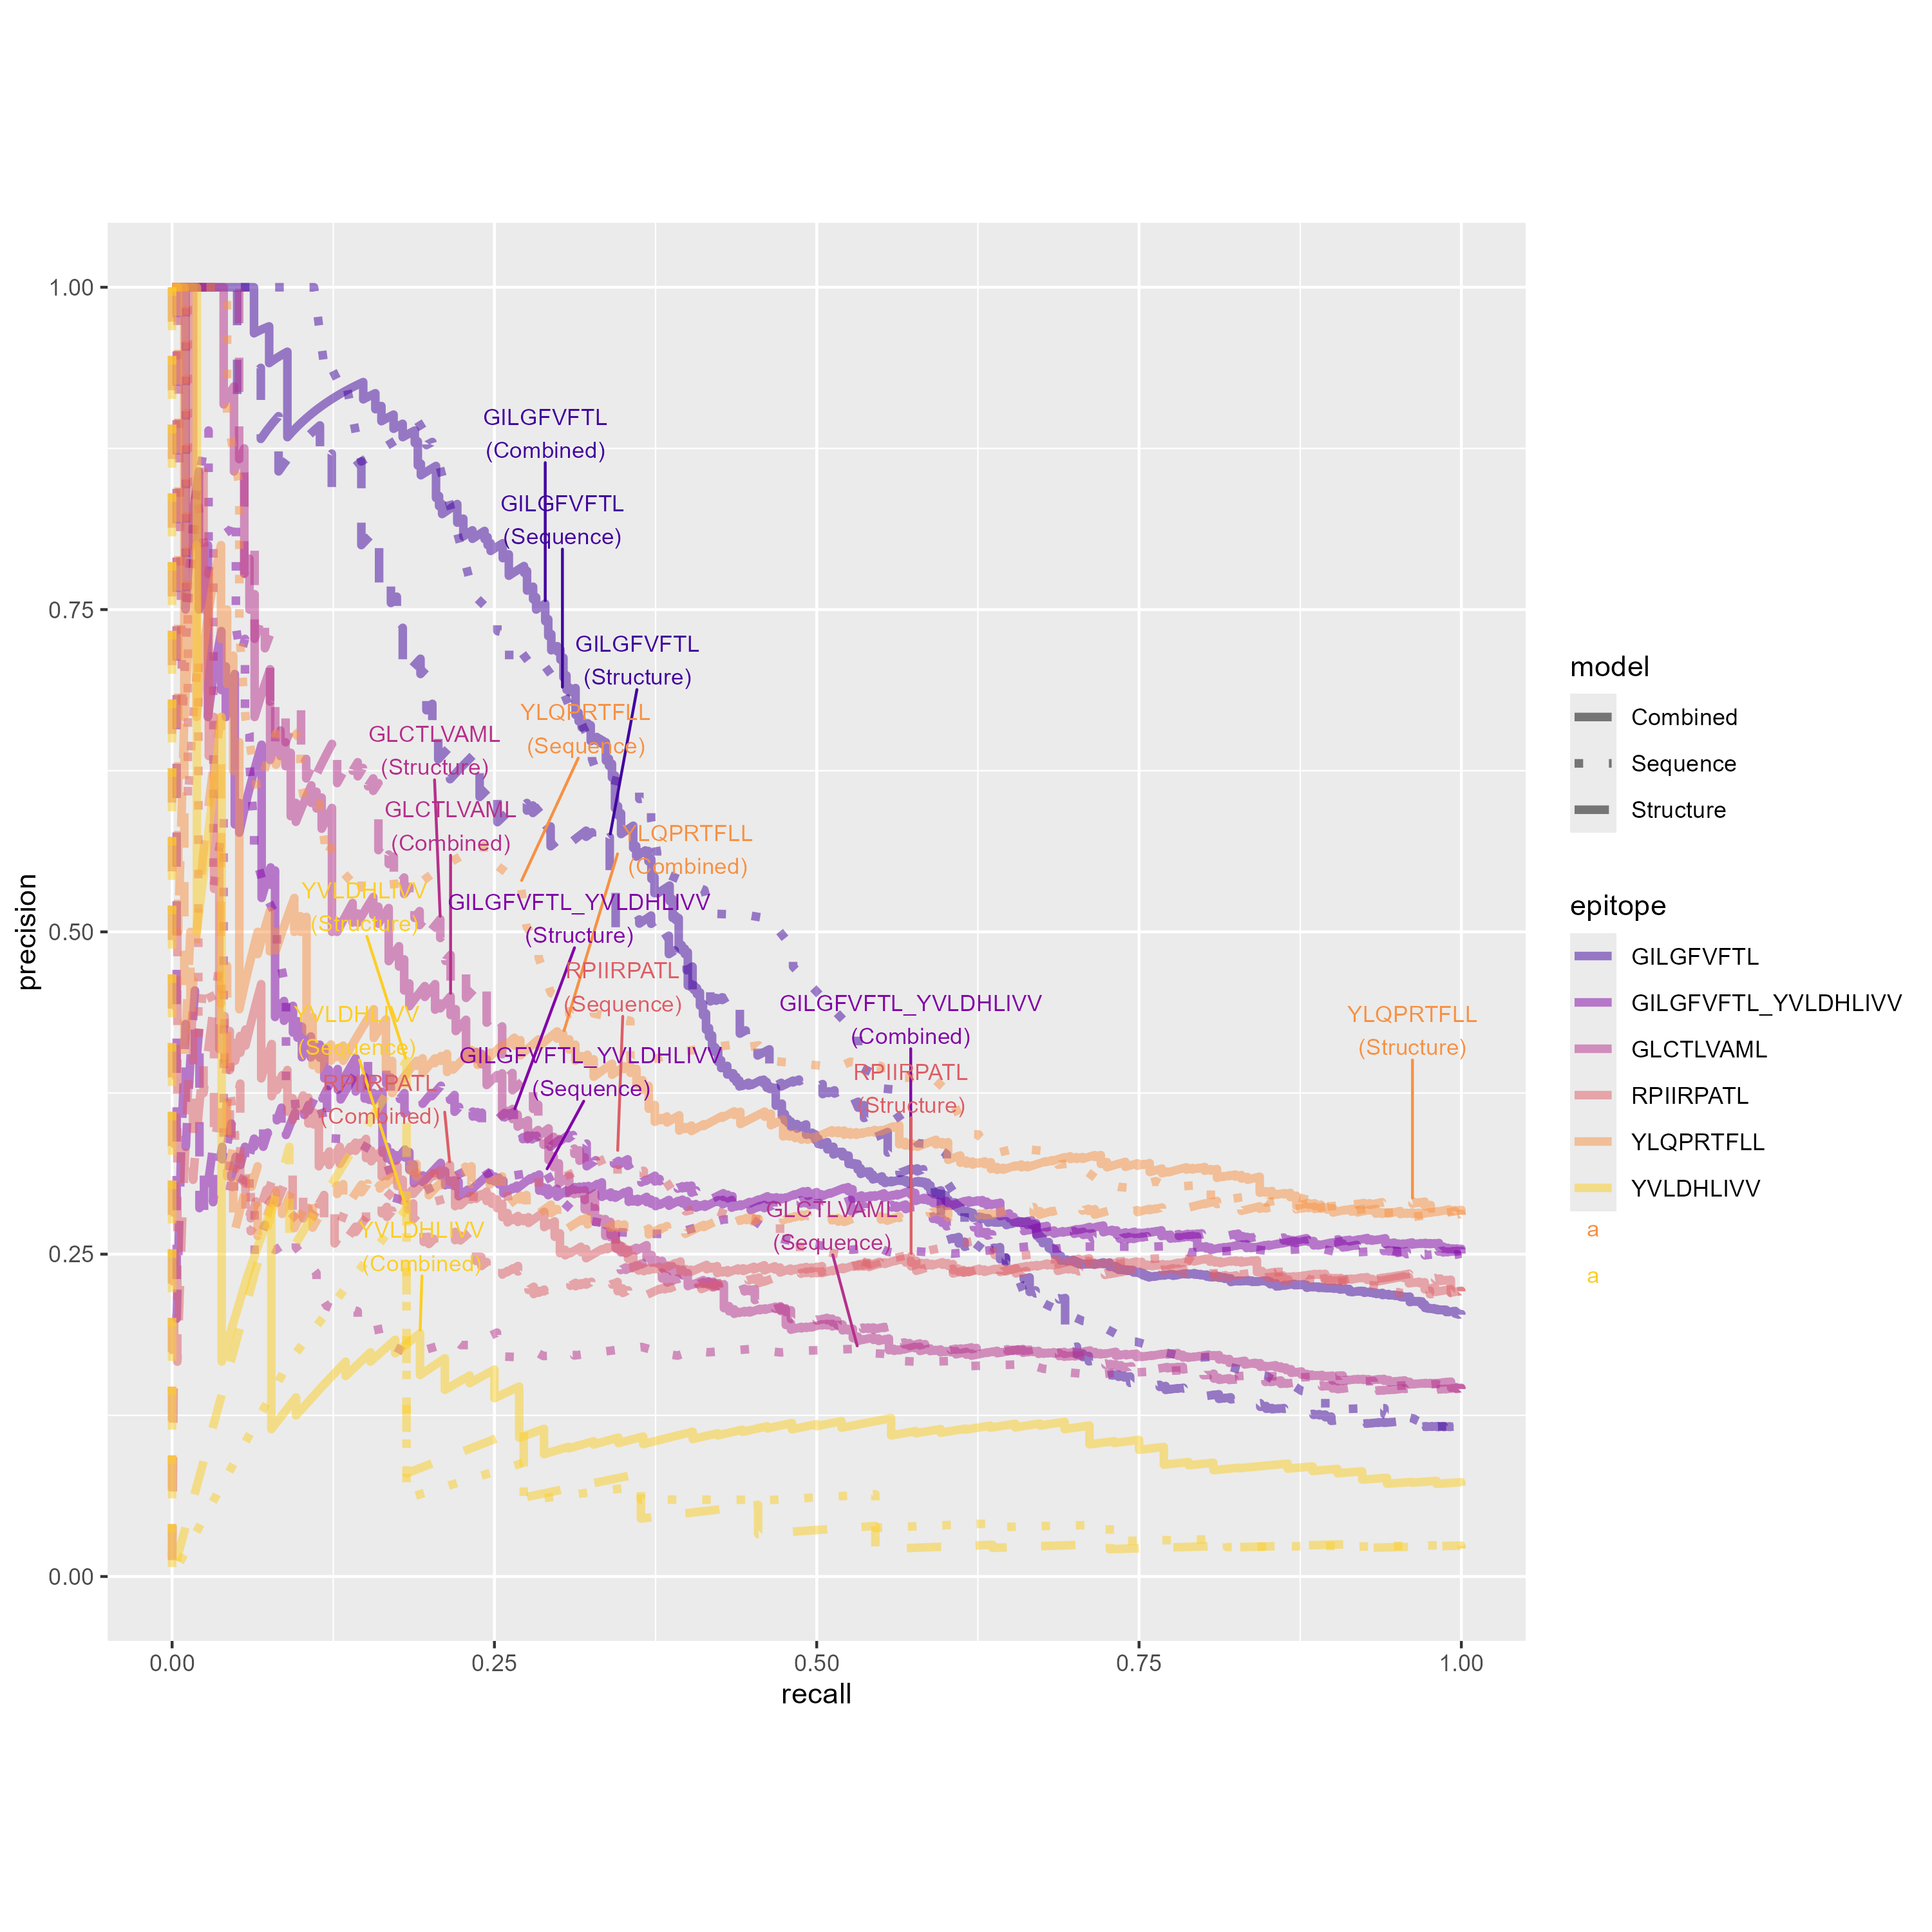 1.00
0.75
0.50
0.25
0.00
precision
0.00
0.25
0.50
0.75
1.00
recall
GILGFVFTL
(Combined)
GILGFVFTL
(Sequence)
GILGFVFTL
(Structure)
YLQPRTFLL
(Sequence)
GLCTLVAML
(Structure)
GLCTLVAML
(Combined)
YLQPRTFLL
(Combined)
YVLDHLIVV
(Structure)
GILGFVFTL_YVLDHLIVV
(Structure)
RPIIRPATL
(Sequence)
GILGFVFTL_YVLDHLIVV
(Combined)
YLQPRTFLL
(Structure)
YVLDHLIVV
(Sequence)
GILGFVFTL_YVLDHLIVV
(Sequence)
RPIIRPATL
(Structure)
RPIIRPATL
(Combined)
GLCTLVAML
(Sequence)
YVLDHLIVV
(Combined)
model
Combined
Sequence
Structure
epitope
GILGFVFTL
GILGFVFTL_YVLDHLIVV
GLCTLVAML
RPIIRPATL
YLQPRTFLL
YVLDHLIVV
a
a